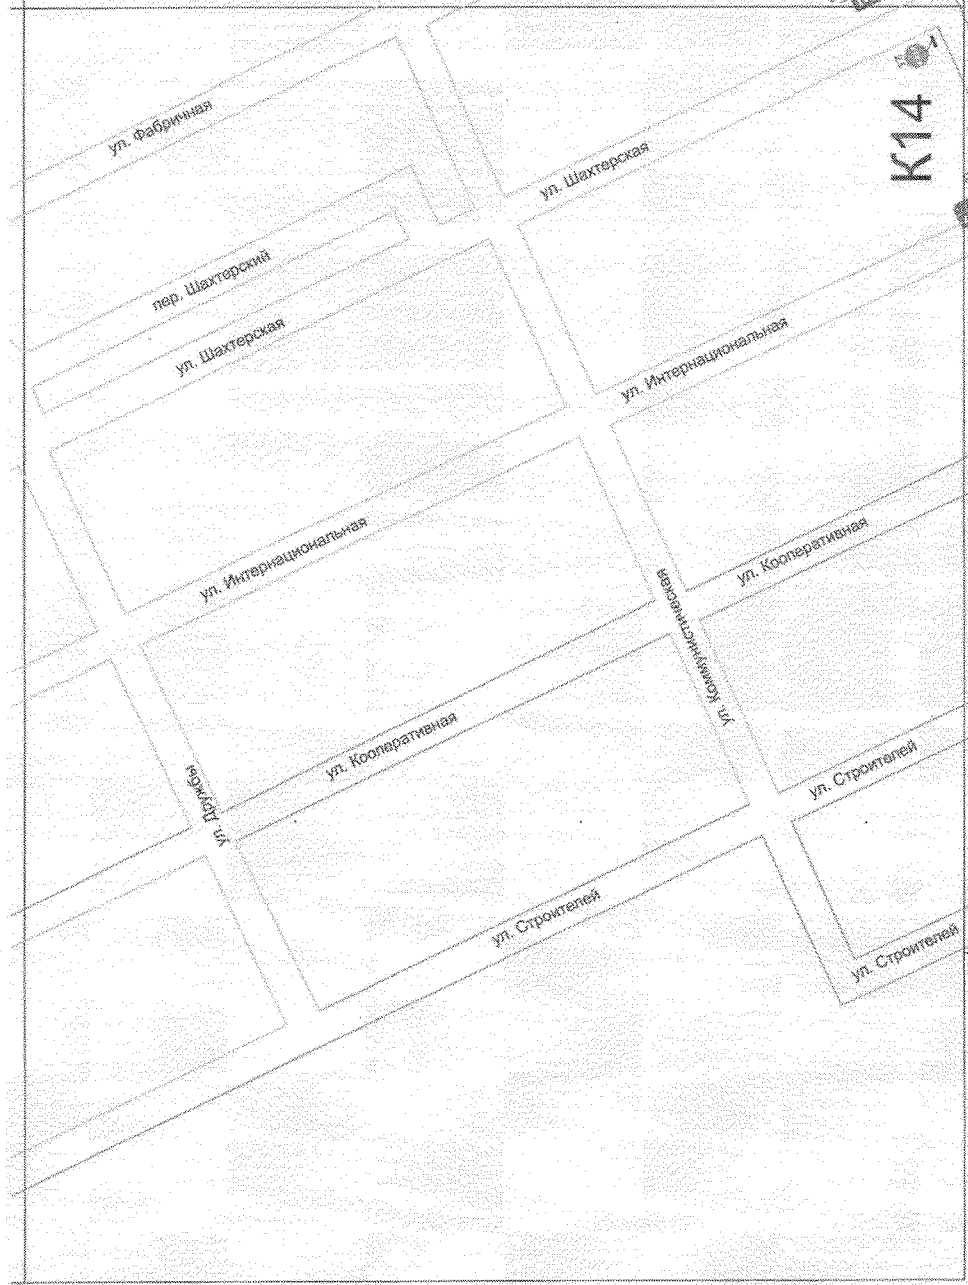 ул. Фабричная
ул. Шахтерская
К14
пер. Шахтерский
ул. Шахтерская
ул. Интернациональная
ул. Интернациональная
ул. Кооперативная
ул. Коммунистическая
ул. Кооперативная
ул. Дружбы
ул. Строителей
ул. Строителей
ул. Строителей